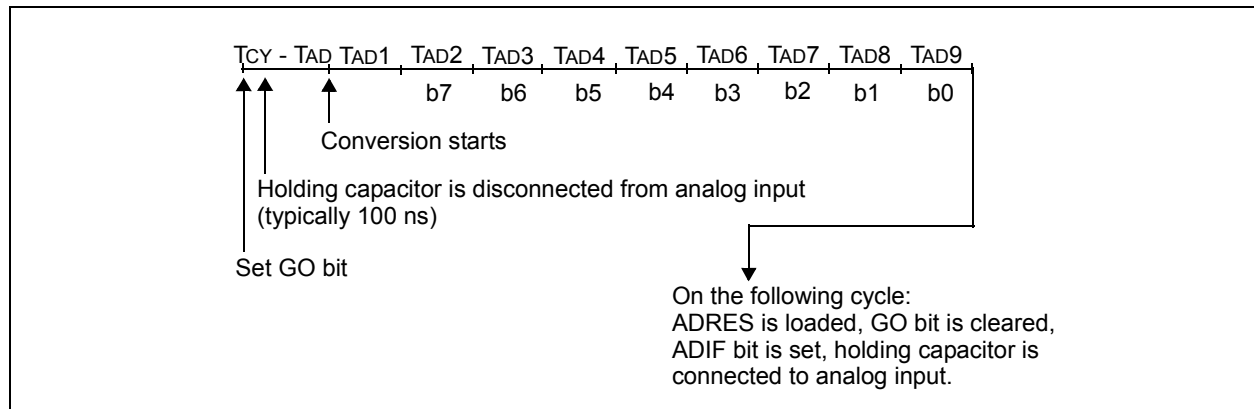 TCY - TAD TAD1 TAD2 TAD3 TAD4 TAD5 TAD6 TAD7 TAD8 TAD9
b7 b6 b5 b4 b3 b2 b1 b0
Conversion starts
Holding capacitor is disconnected from analog input
(typically 100 ns)
Set GO bit
On the following cycle:
ADRES is loaded, GO bit is cleared,
ADIF bit is set, holding capacitor is
connected to analog input.